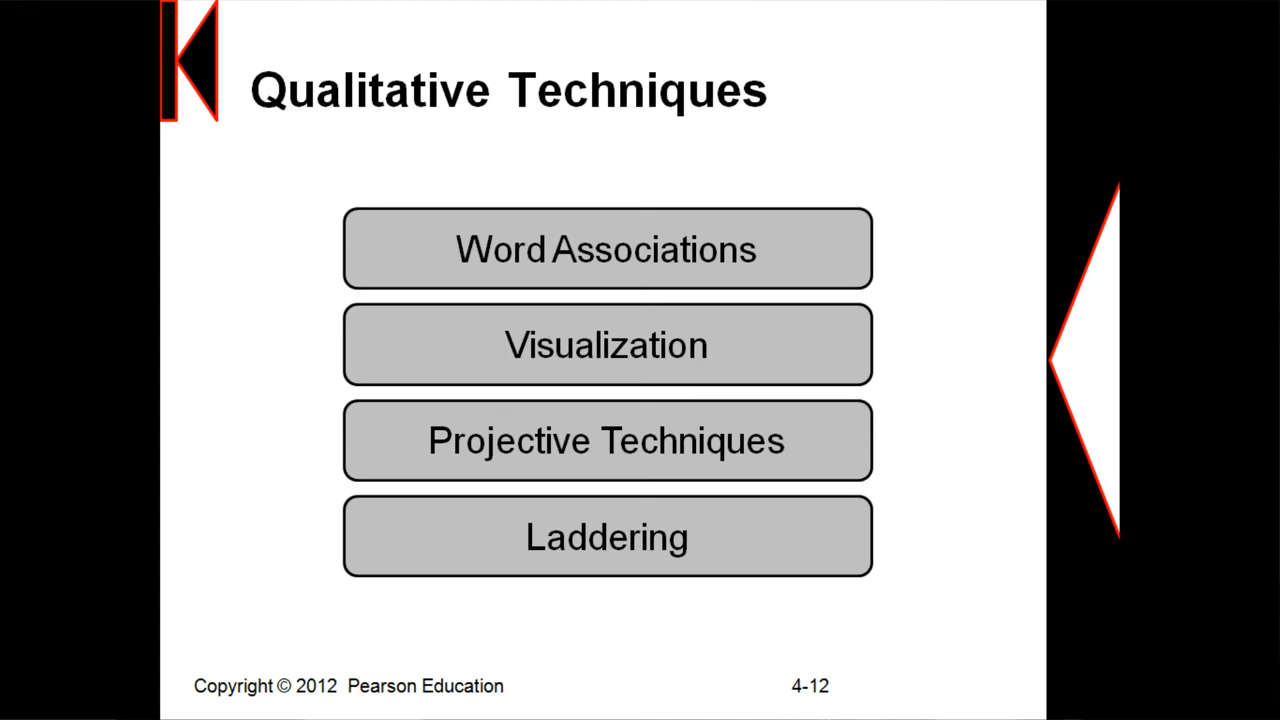 Qualitative Techniques
Word Associations
Visualization
Projective Techniques
Laddering
Copyright © 2012 Pearson Education
4-12